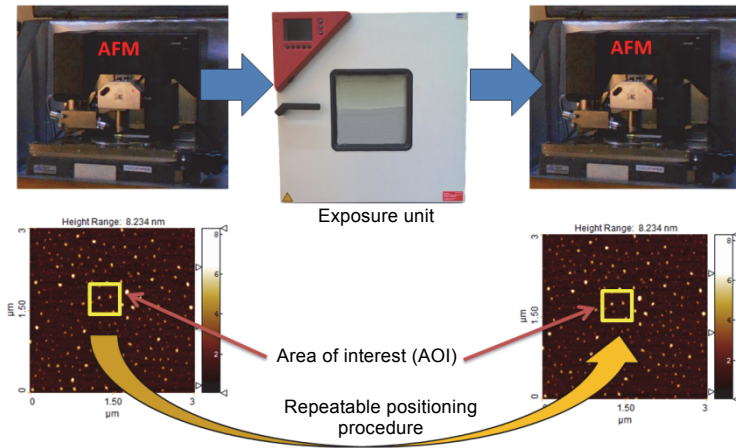 AFM
AFM
Exposure unit
Height Range: 8.234 nm
3
1.50
0
µm
0
1.50
3
µm
8
6
4
2
Height Range: 8.234 nm
3
1.50
0
µm
0
1.50
3.0
µm
8
6
4
2
Area of interest (AOI)
Repeatable positioning
procedure